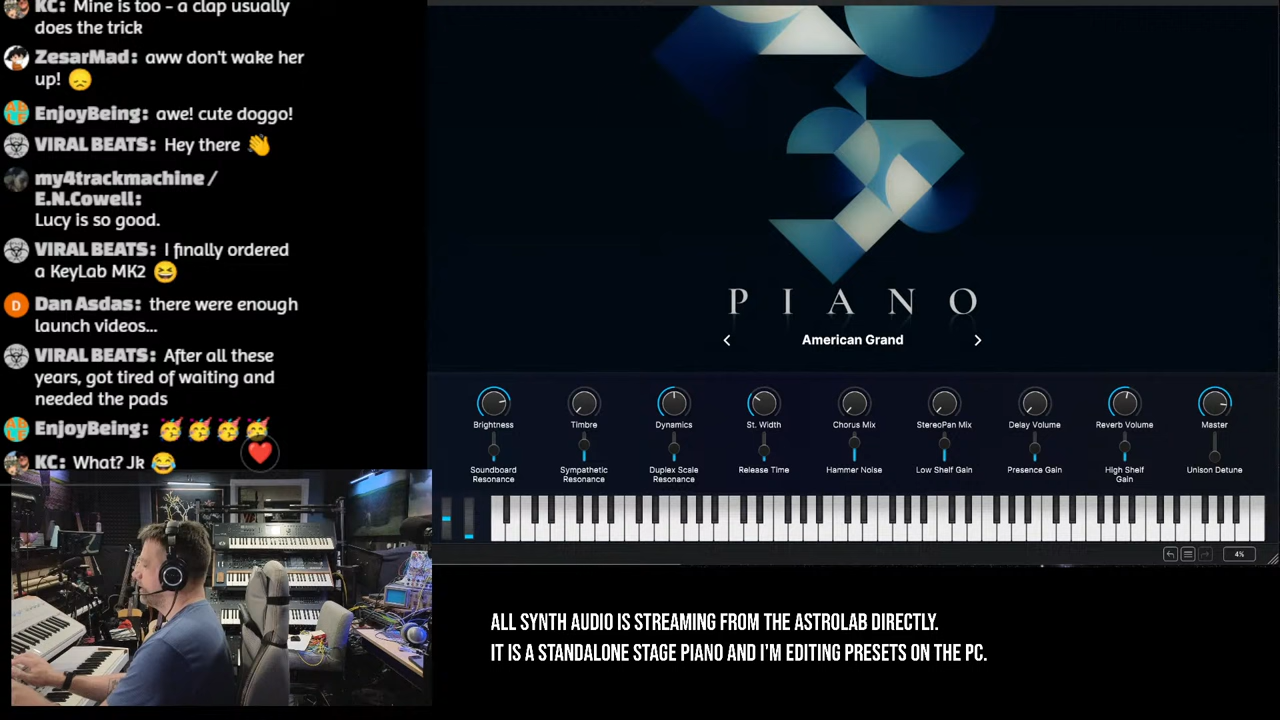 KC: Mine is too - a clap usually
does the trick
ZesarMad: aww don't wake her
up! 😞
EnjoyBeing: awe! cute doggo!
VIRAL BEATS: Hey there 👋
my4trackmachine /
E.N.Cowell:
Lucy is so good.
VIRAL BEATS: I finally ordered
a KeyLab MK2 😆
D Dan Asdas: there were enough
launch videos...
VIRAL BEATS: After all these
years, got tired of waiting and
needed the pads
EnjoyBeing: 🥳🥳🥳🥳
KC: What? Jk 😂
PIANO
American Grand
Brightness Timbre Dynamics St. Width Chorus Mix StereoPan Mix Delay Volume Reverb Volume Master
Soundboard Sympathetic Duplex Scale Release Time Hammer Noise Low Shelf Gain Presence Gain High Shelf Unison Detune
Resonance Resonance Resonance Gain
4%
ALL SYNTH AUDIO IS STREAMING FROM THE ASTROLAB DIRECTLY.
IT IS A STANDALONE STAGE PIANO AND I'M EDITING PRESETS ON THE PC.